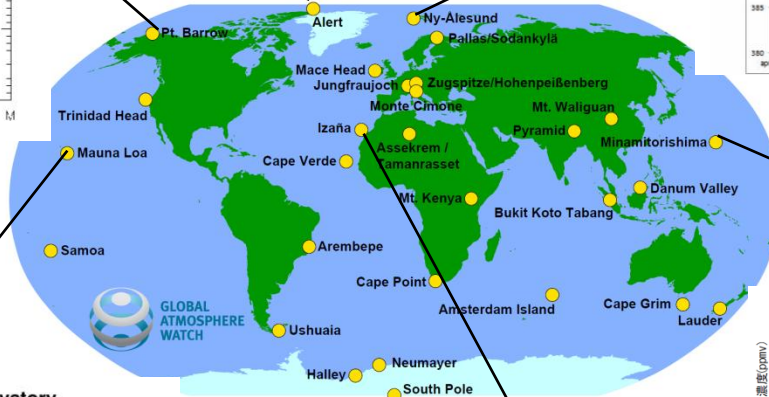 385
380
Alert
Ny-Ålesund
Pt. Barrow
Pallas/Sodankylä
Mace Head
Jungfraujoch
Zugspitze/Hohenpeißenberg
Monte Cimone
M
Trinidad Head
Mt. Waliguan
Izaña
Pyramid
Minamitorishima
Assekrem /
Tamanrasset
Mauna Loa
Cape Verde
Mt. Kenya
Danum Valley
Bukit Koto Tabang
Samoa
Arembepe
Cape Point
Amsterdam Island
Cape Grim
Lauder
GLOBAL
ATMOSPHERE
WATCH
Ushuaia
Neumayer
Halley
South Pole
濃度(ppmv)